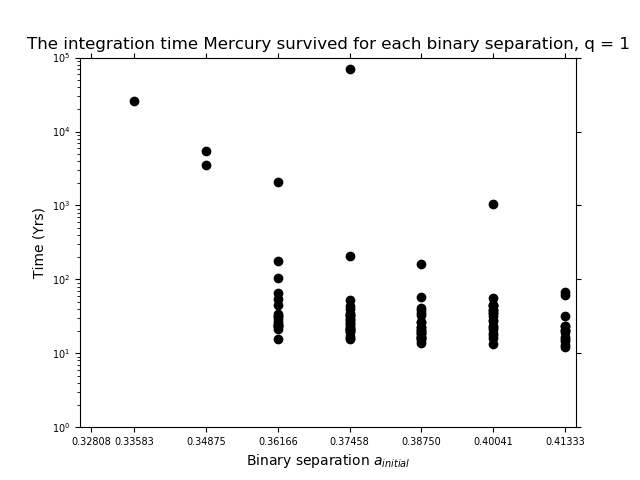 The integration time Mercury survived for each binary separation, q = 1
10^5
10^4
10^3
10^2
10^1
10^0
Time (Yrs)
0.32808 0.33583 0.34875 0.36166 0.37458 0.38750 0.40041 0.41333
Binary separation a_initial